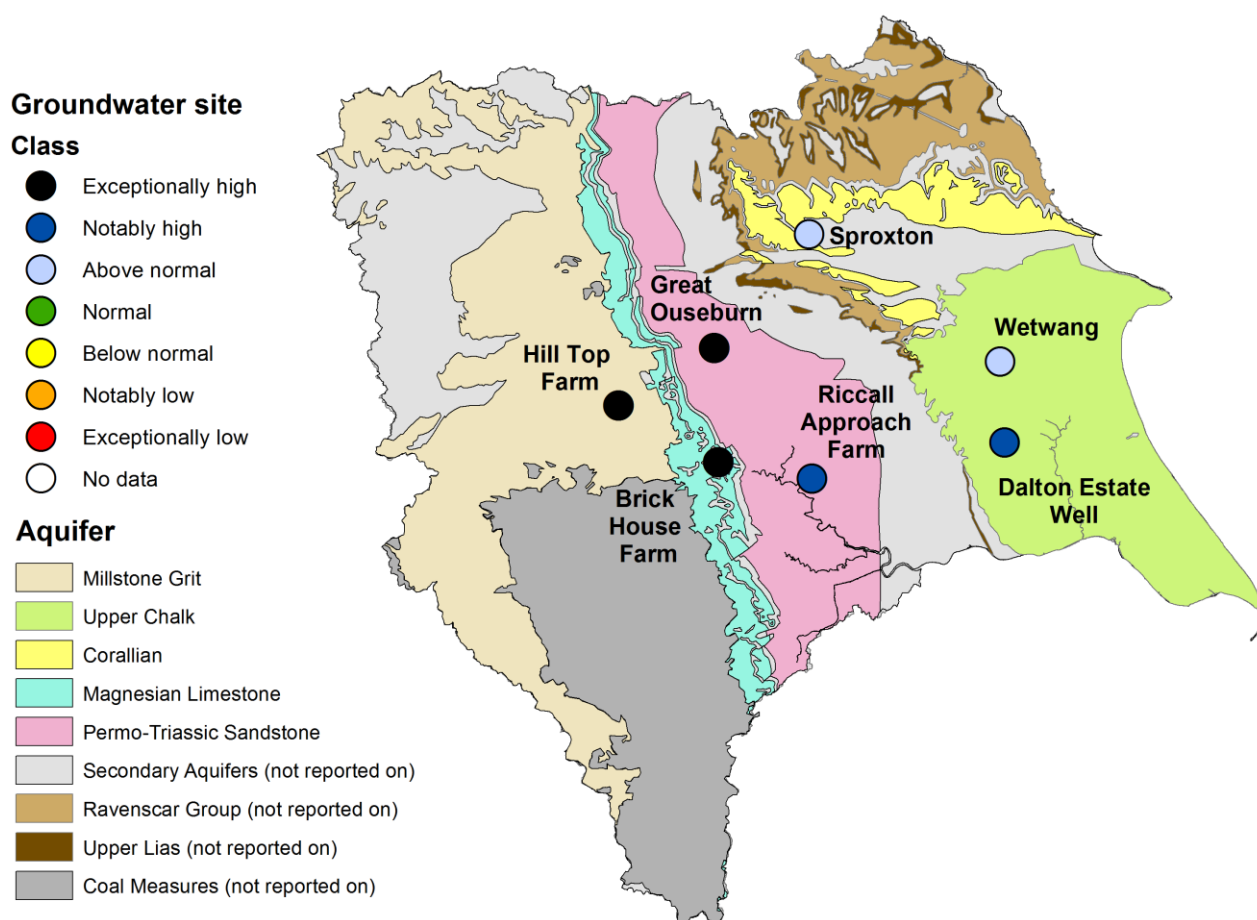 Groundwater site
Class
Exceptionally high
Notably high
Above normal
Normal
Below normal
Notably low
Exceptionally low
No data
Aquifer
Millstone Grit
Upper Chalk
Corallian
Magnesian Limestone
Permo-Triassic Sandstone
Secondary Aquifers (not reported on)
Ravenscar Group (not reported on)
Upper Lias (not reported on)
Coal Measures (not reported on)
Sproxton
Great
Ouseburn
Wetwang
Hill Top
Farm
Riccall
Approach
Farm
Brick
House
Farm
Dalton Estate
Well